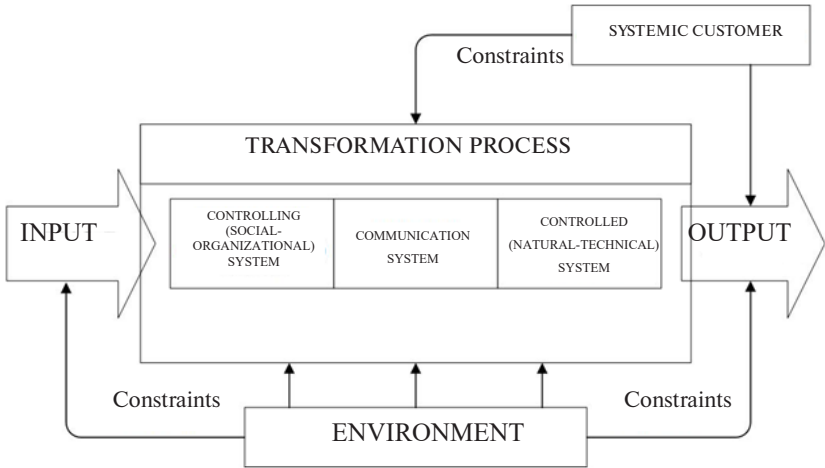 SYSTEMIC CUSTOMER
Constraints
TRANSFORMATION PROCESS
INPUT
CONTROLLING
(SOCIAL-
ORGANIZATIONAL)
SYSTEM
COMMUNICATION
SYSTEM
CONTROLLED
(NATURAL-TECHNICAL)
SYSTEM
OUTPUT
Constraints
Constraints
ENVIRONMENT